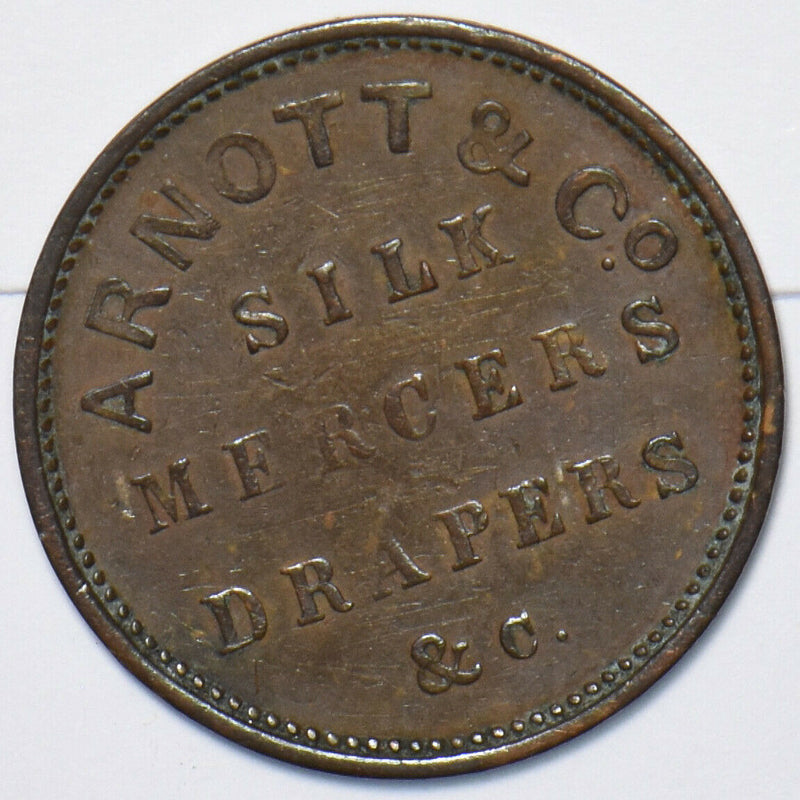 ARNOTT & Co.
SILK
MERCERS
DRAPERS
& C.